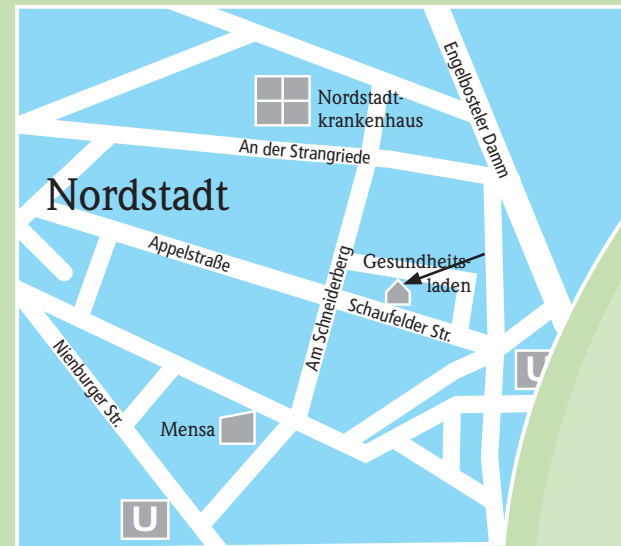 Engelbosteler Damm
Nordstadt-
krankenhaus
An der Strangriede
Nordstadt
Appelstraße
Am Schneiderberg
Gesundheits-
laden
Schaufelder Str.
Nienburger Str.
U
Mensa
U